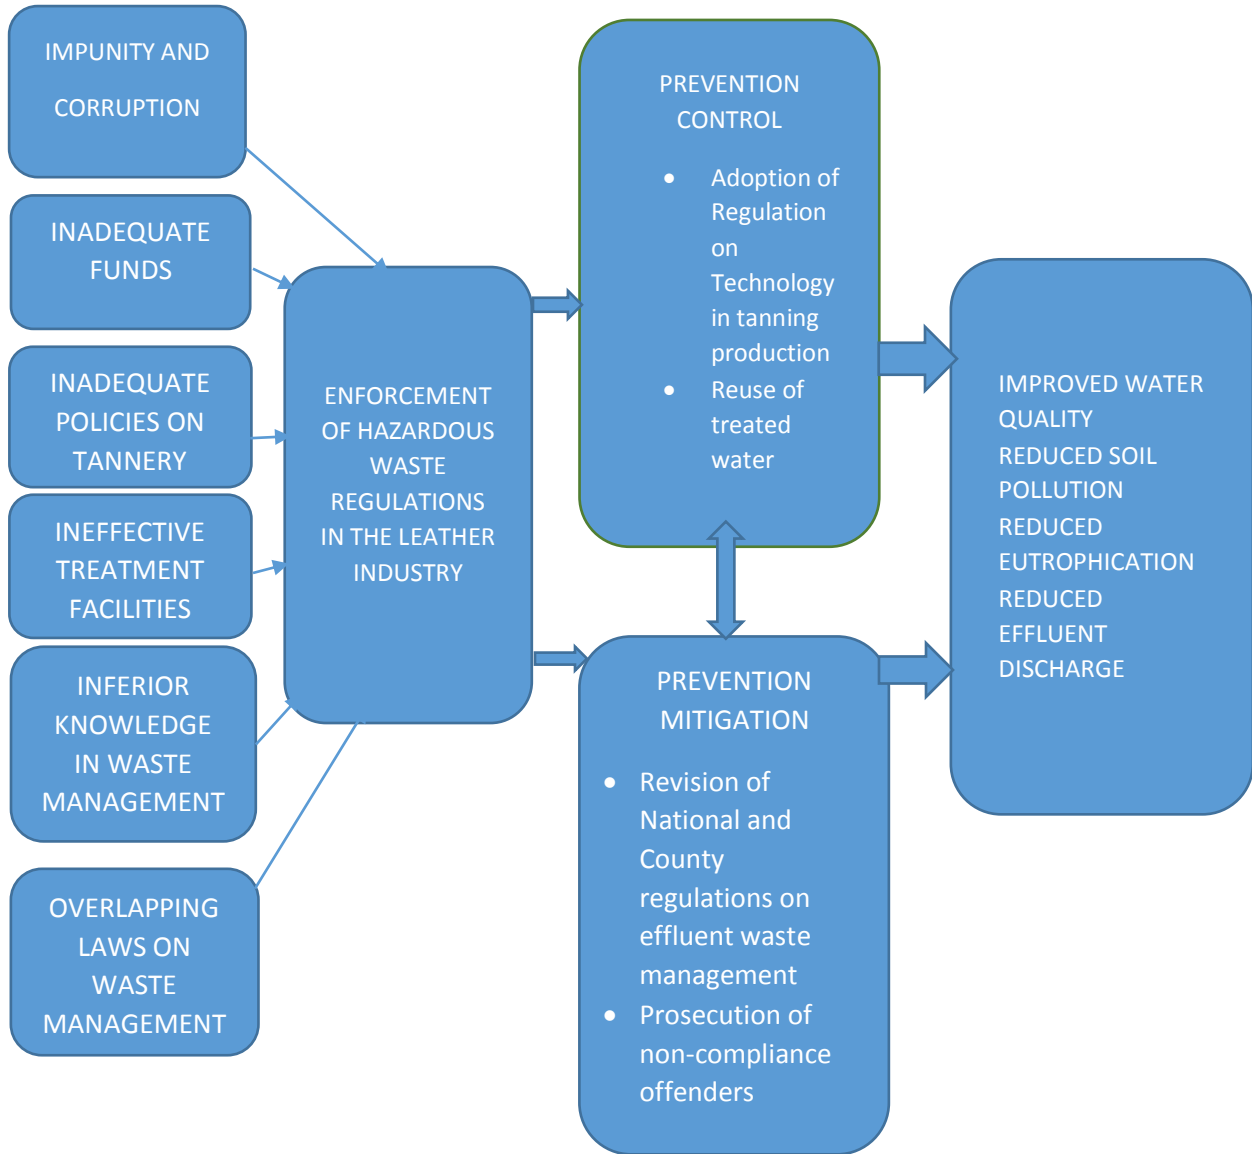 IMPUNITY AND
CORRUPTION
INADEQUATE
FUNDS
INADEQUATE
POLICIES ON
TANNERY
INEFFECTIVE
TREATMENT
FACILITIES
INFERIOR
KNOWLEDGE
IN WASTE
MANAGEMENT
OVERLAPPING
LAWS ON
WASTE
MANAGEMENT
ENFORCEMENT
OF HAZARDOUS
WASTE
REGULATIONS
IN THE LEATHER
INDUSTRY
PREVENTION
CONTROL
• Adoption of
Regulation
on
Technology
in tanning
production
• Reuse of
treated
water
PREVENTION
MITIGATION
• Revision of
National and
County
regulations on
effluent waste
management
• Prosecution of
non-compliance
offenders
IMPROVED WATER
QUALITY
REDUCED SOIL
POLLUTION
REDUCED
EUTROPHICATION
REDUCED
EFFLUENT
DISCHARGE